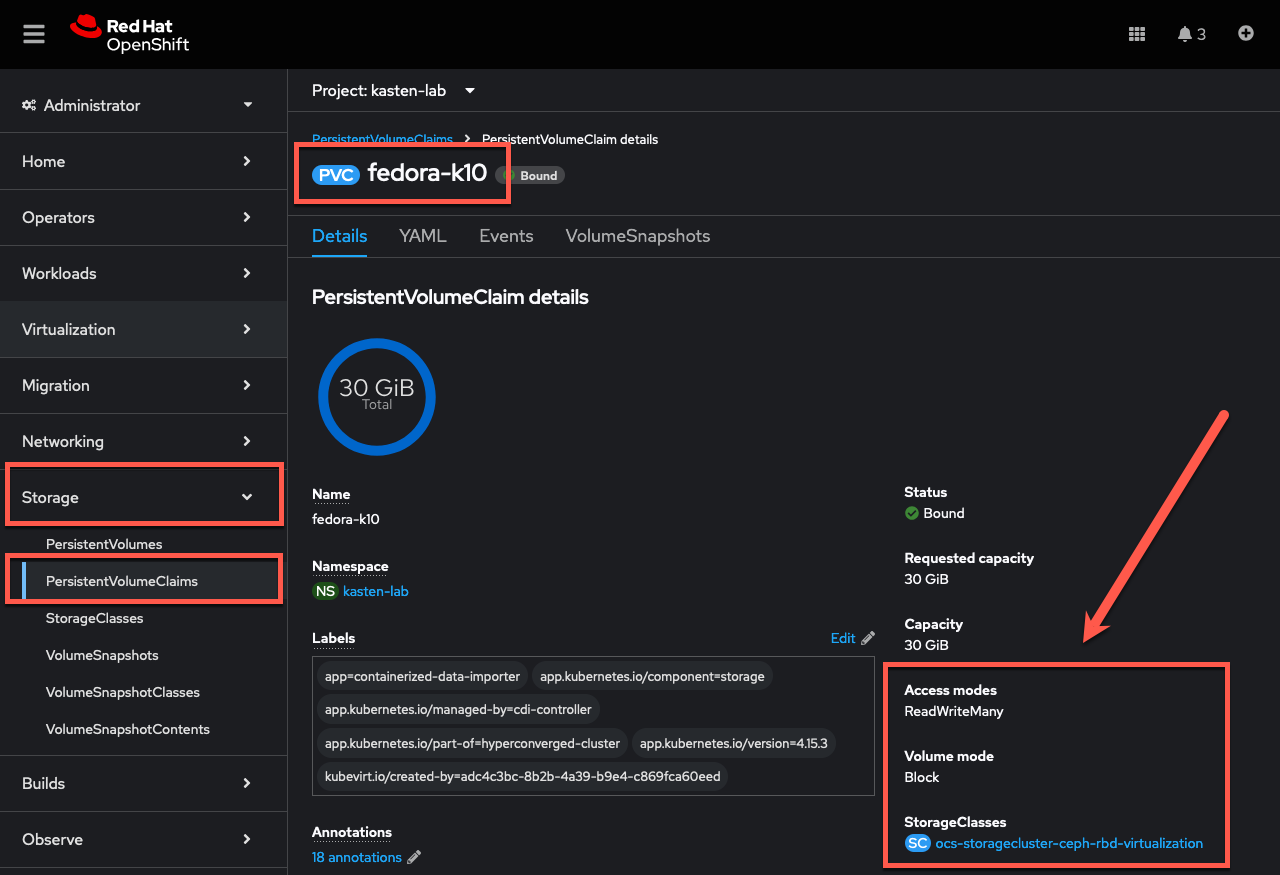 Red Hat
OpenShift
3
Administrator
Home
Operators
Workloads
Virtualization
Migration
Networking
Storage
PersistentVolumes
PersistentVolumeClaims
StorageClasses
VolumeSnapshots
VolumeSnapshotClasses
VolumeSnapshotContents
Builds
Observe
Project: kasten-lab
PersistentVolumeClaims > PersistentVolumeClaim details
PVC fedora-k10 Bound
Details YAML Events VolumeSnapshots
PersistentVolumeClaim details
30 GiB
Total
Name
fedora-k10
Namespace
NS kasten-lab
Labels Edit
app=containerized-data-importer app.kubernetes.io/component=storage
app.kubernetes.io/managed-by=cdi-controller
app.kubernetes.io/part-of=hyperconverged-cluster app.kubernetes.io/version=4.15.3
kubevirt.io/created-by=adc4c3bc-8b2b-4a39-b9e4-c869fca60eed
Annotations
18 annotations
Status
Bound
Requested capacity
30 GiB
Capacity
30 GiB
Access modes
ReadWriteMany
Volume mode
Block
StorageClasses
SC ocs-storagecluster-ceph-rbd-virtualization